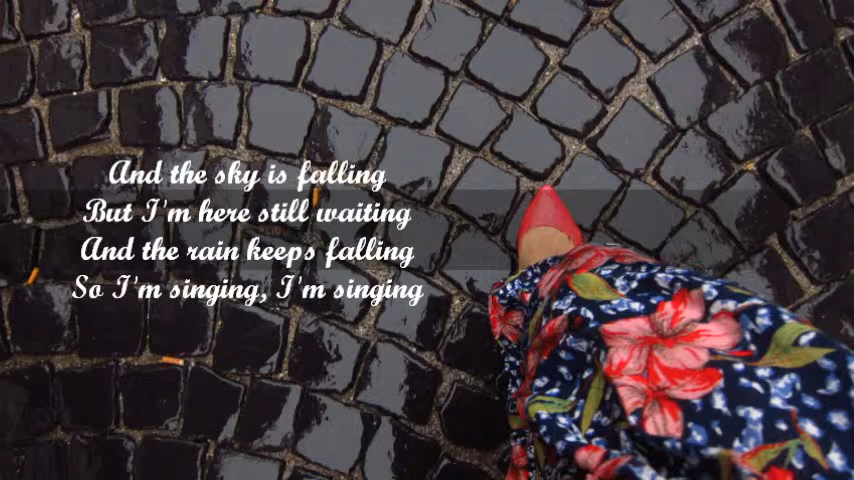 And the sky is falling
But I'm here still waiting
And the rain keeps falling
So I'm singing, I'm singing